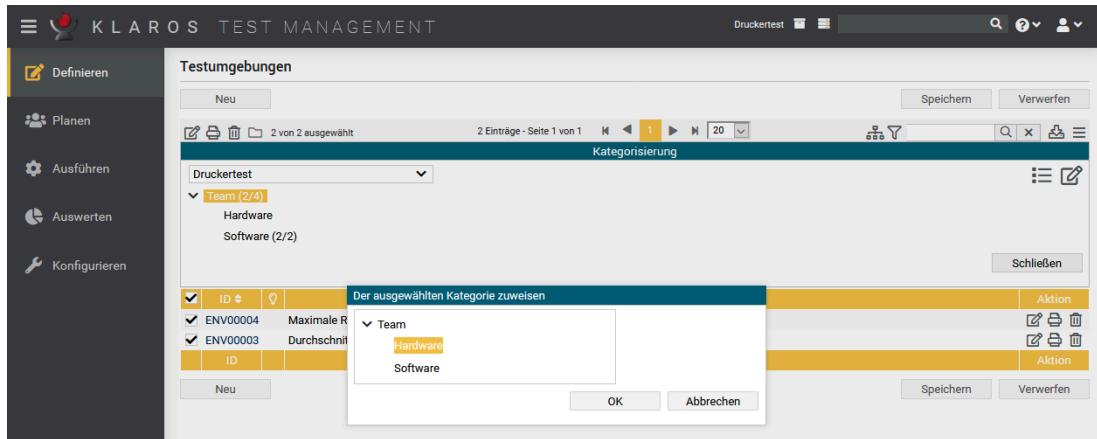 KLAROS TEST MANAGEMENT
Druckertest
Definieren
Planen
Ausführen
Auswerten
Konfigurieren
Testumgebungen
Neu
Speichern
Verwerfen
2 von 2 ausgewählt
2 Einträge - Seite 1 von 1
1
20
Kategorisierung
Druckertest
Team (2/4)
Hardware
Software (2/2)
Schließen
ID
Aktion
ENV00004
Maximale R
ENV00003
Durchschnit
ID
Aktion
Der ausgewählten Kategorie zuweisen
Team
Hardware
Software
OK
Abbrechen
Neu
Speichern
Verwerfen